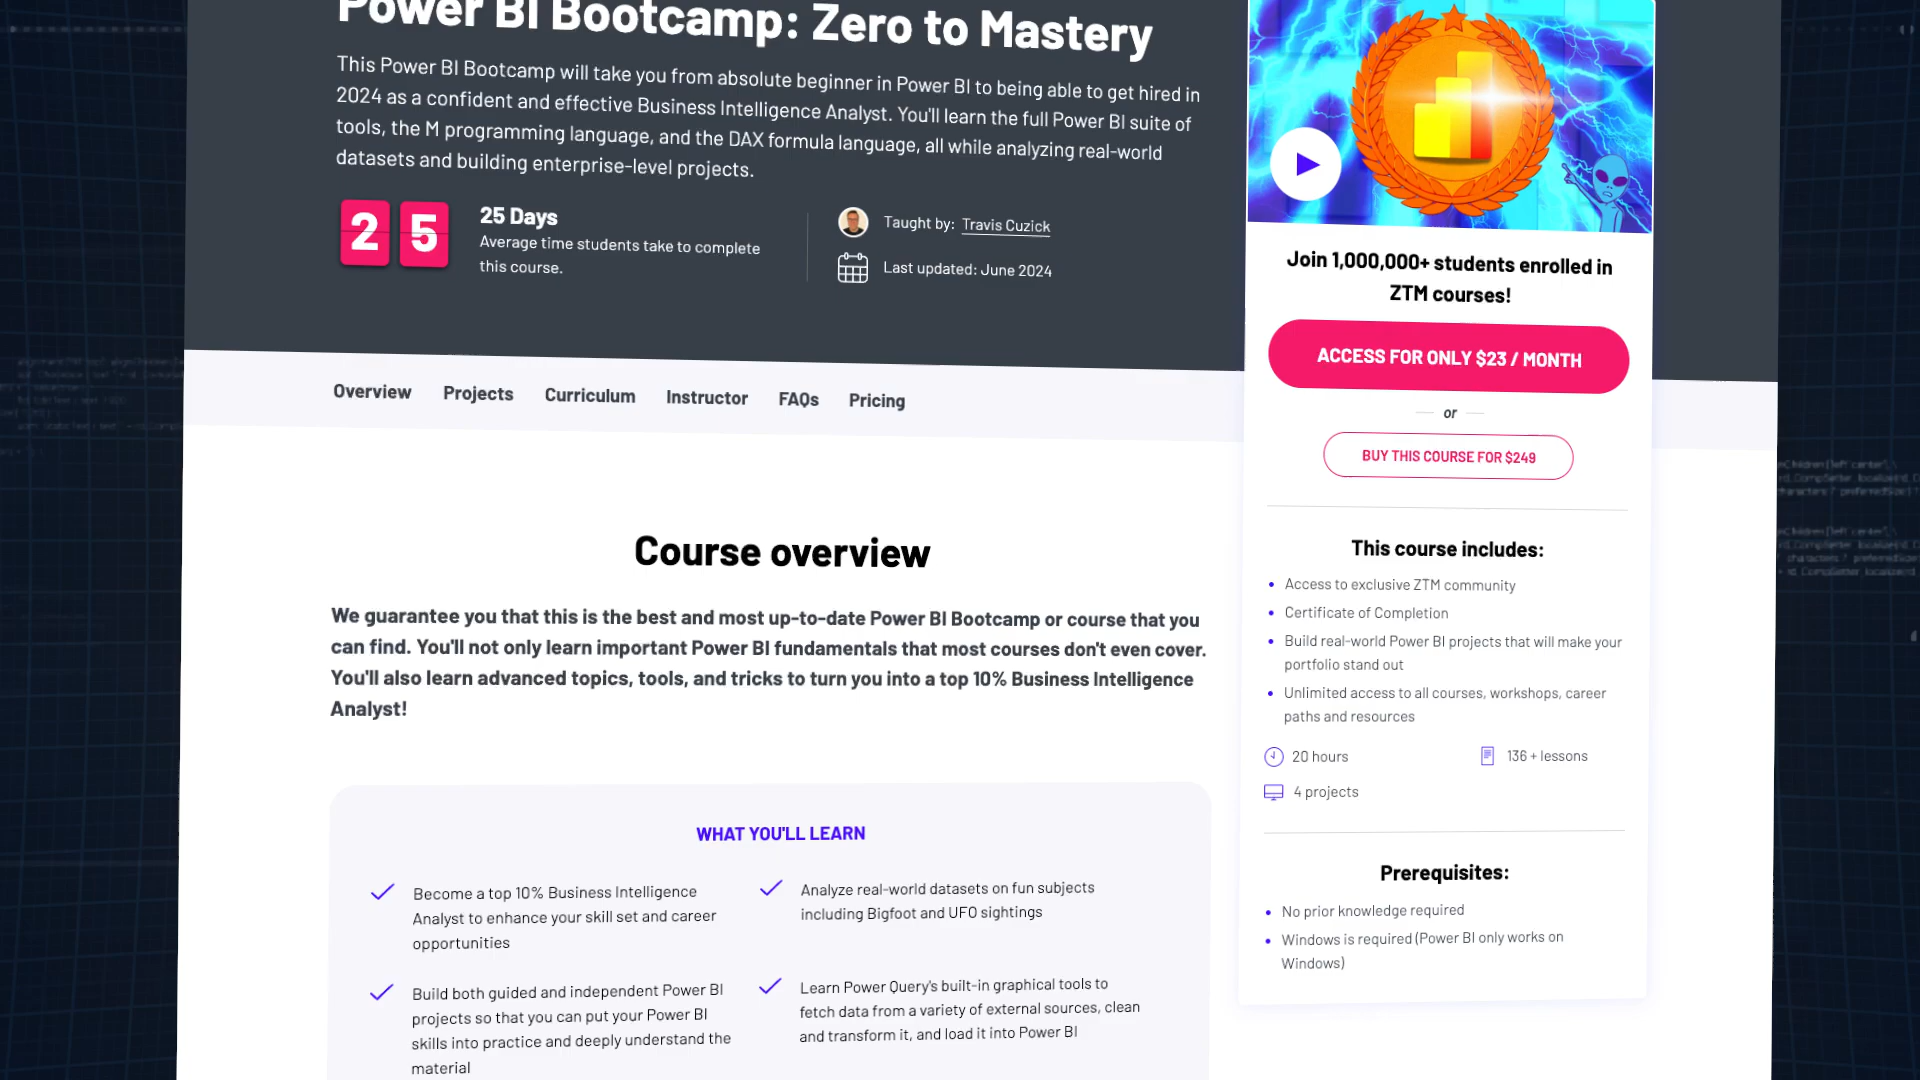 Power BI Bootcamp: Zero to Mastery
This Power BI Bootcamp will take you from absolute beginner in Power BI to being able to get hired in
2024 as a confident and effective Business Intelligence Analyst. You'll learn the full Power BI suite of
tools, the M programming language, and the DAX formula language, all while analyzing real-world
datasets and building enterprise-level projects.
25
25 Days
Average time students take to complete
this course.
Taught by: Travis Cuzick
Last updated: June 2024
Join 1,000,000+ students enrolled in
ZTM courses!
ACCESS FOR ONLY $23 / MONTH
or
BUY THIS COURSE FOR $249
This course includes:
Access to exclusive ZTM community
Certificate of Completion
Build real-world Power BI projects that will make your
portfolio stand out
Unlimited access to all courses, workshops, career
paths and resources
20 hours
136 + lessons
4 projects
Prerequisites:
No prior knowledge required
Windows is required (Power BI only works on
Windows)
Overview Projects Curriculum Instructor FAQs Pricing
Course overview
We guarantee you that this is the best and most up-to-date Power BI Bootcamp or course that you
can find. You'll not only learn important Power BI fundamentals that most courses don't even cover.
You'll also learn advanced topics, tools, and tricks to turn you into a top 10% Business Intelligence
Analyst!
WHAT YOU'LL LEARN
Become a top 10% Business Intelligence
Analyst to enhance your skill set and career
opportunities
Analyze real-world datasets on fun subjects
including Bigfoot and UFO sightings
Build both guided and independent Power BI
projects so that you can put your Power BI
skills into practice and deeply understand the
material
Learn Power Query's built-in graphical tools to
fetch data from a variety of external sources, clean
and transform it, and load it into Power BI